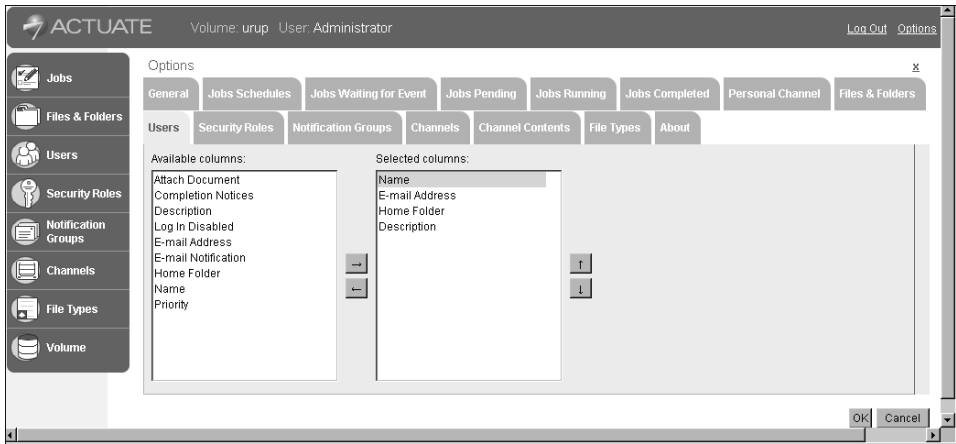 ACTUATE
Volume: urup User: Administrator
Log Out Options
Jobs
Files & Folders
Users
Security Roles
Notification
Groups
Channels
File Types
Volume
Options
x
General Jobs Schedules Jobs Waiting for Event Jobs Pending Jobs Running Jobs Completed Personal Channel Files & Folders
Users Security Roles Notification Groups Channels Channel Contents File Types About
Available columns:
Attach Document
Completion Notices
Description
Log In Disabled
E-mail Address
E-mail Notification
Home Folder
Name
Priority
Selected columns:
Name
E-mail Address
Home Folder
Description
→
←
↑
↓
OK Cancel